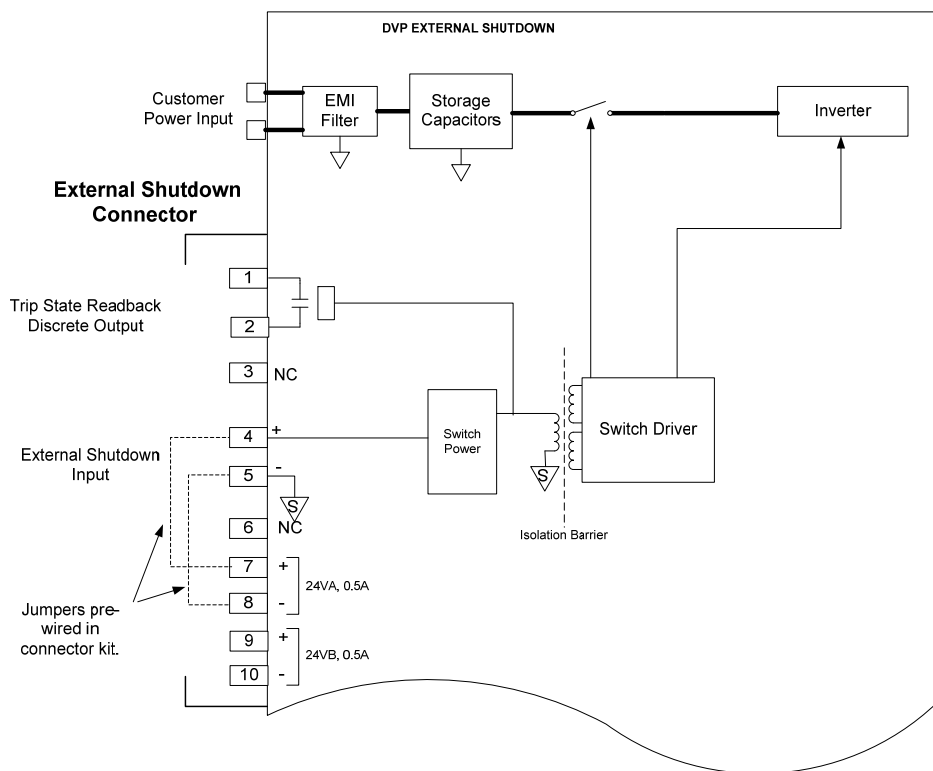 DVP EXTERNAL SHUTDOWN
Customer
Power Input
EMI
Filter
Storage
Capacitors
Inverter
External Shutdown
Connector
1
Trip State Readback
Discrete Output
2
3 NC
4 +
External Shutdown
Input
5 -
S
6 NC
7 +
24VA, 0.5A
8 -
Jumpers pre-
wired in
connector kit.
9 +
24VB, 0.5A
10 -
Switch
Power
S
Switch Driver
Isolation Barrier